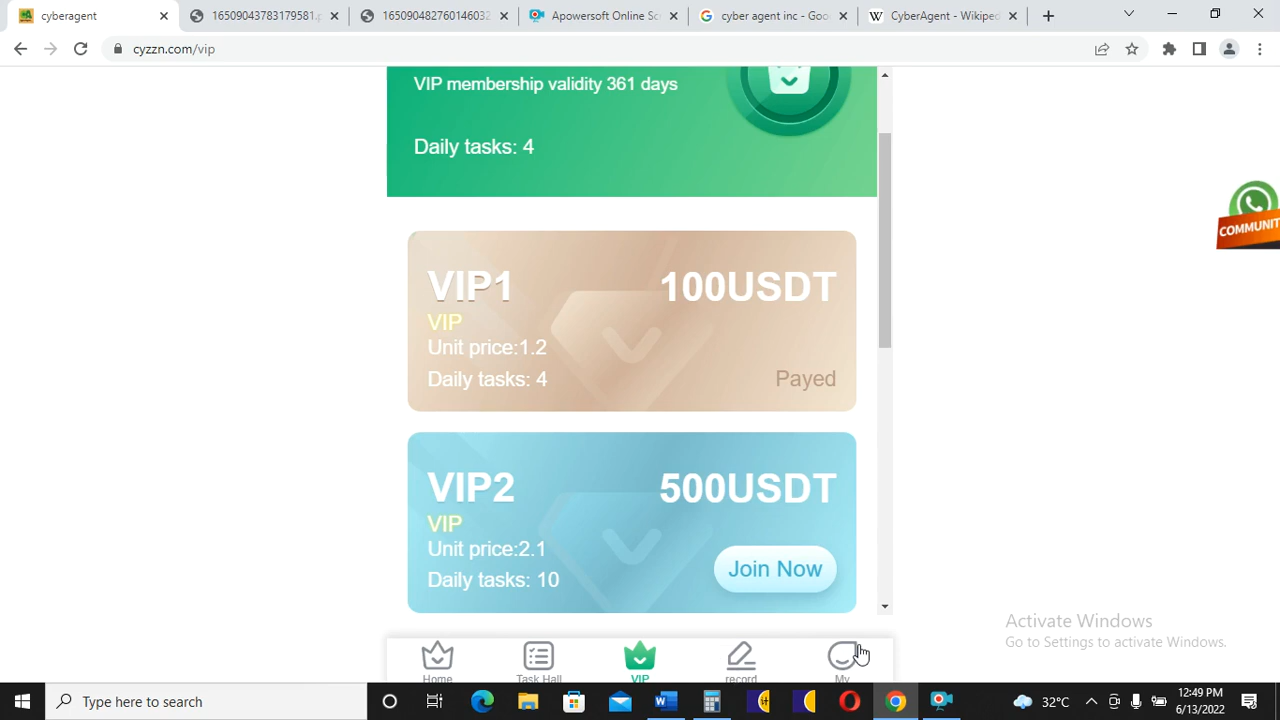 cyberagent
16509043783179581.p
165090482760146032
Apowersoft Online Scr
cyber agent inc - Goo
CyberAgent - Wikiped
cyzzn.com/vip
VIP membership validity 361 days
Daily tasks: 4
COMMUNIT
VIP1
100USDT
VIP
Unit price:1.2
Daily tasks: 4
Payed
VIP2
500USDT
VIP
Unit price:2.1
Daily tasks: 10
Join Now
Activate Windows
Go to Settings to activate Windows.
Home
Task Hall
VIP
record
My
Type here to search
32°C
12:49 PM
6/13/2022